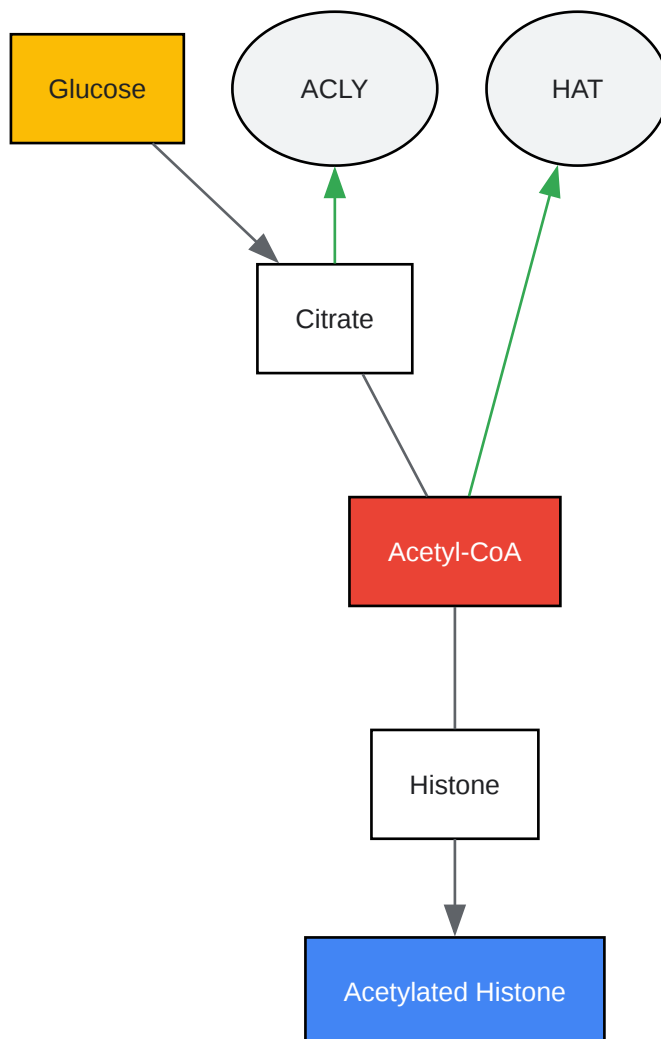 Glucose
ACLY
HAT
Citrate
Acetyl-CoA
Histone
Acetylated Histone